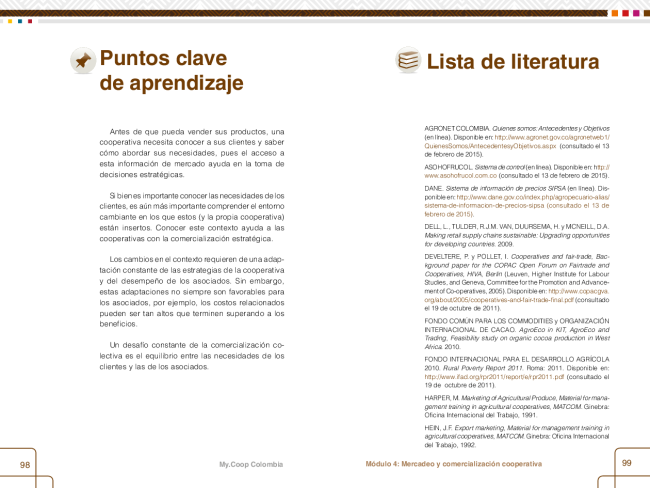 Puntos clave
de aprendizaje
Antes de que pueda vender sus productos, una
cooperativa necesita conocer a sus clientes y saber
cómo abordar sus necesidades, pues el acceso a
esta información de mercado ayuda en la toma de
decisiones estratégicas.
Si bien es importante conocer las necesidades de los
clientes, es aún más importante comprender el entorno
cambiante en los que estos (y la propia cooperativa)
están insertos. Conocer este contexto ayuda a las
cooperativas con la comercialización estratégica.
Los cambios en el contexto requieren de una adap-
tación constante de las estrategias de la cooperativa
y del desempeño de los asociados. Sin embargo,
estas adaptaciones no siempre son favorables para
los asociados, por ejemplo, los costos relacionados
pueden ser tan altos que terminen superando a los
beneficios.
Un desafío constante de la comercialización co-
lectiva es el equilibrio entre las necesidades de los
clientes y las de los asociados.
98
My.Coop Colombia
Lista de literatura
AGRONET COLOMBIA. Quienes somos: Antecedentes y Objetivos
(en línea). Disponible en: http://www.agronet.gov.co/agronetweb1/
QuienesSomos/AntecedentesyObjetivos.aspx (consultado el 13
de febrero de 2015).
ASOHOFRUCOL. Sistema de control (en línea). Disponible en: http://
www.asohofrucol.com.co (consultado el 13 de febrero de 2015).
DANE. Sistema de información de precios SIPSA (en línea). Dis-
ponible en: http://www.dane.gov.co/index.php/agropecuario-alias/
sistema-de-informacion-de-precios-sipsa (consultado el 13 de
febrero de 2015).
DELL, L., TULDER, R.J.M. VAN, DUURSEMA, H. y MCNEILL, D.A.
Making retail supply chains sustainable: Upgrading opportunities
for developing countries. 2009.
DEVELTERE, P. y POLLET, I. Cooperatives and fair-trade, Bac-
kground paper for the COPAC Open Forum on Fairtrade and
Cooperatives, HIVA, Berlin (Leuven, Higher Institute for Labour
Studies, and Geneva, Committee for the Promotion and Advance-
ment of Co-operatives, 2005). Disponible en: http://www.copacgva.
org/about/2005/cooperatives-and-fair-trade-final.pdf (consultado
el 19 de octubre de 2011).
FONDO COMÚN PARA LOS COMMODITIES y ORGANIZACIÓN
INTERNACIONAL DE CACAO. AgroEco in KIT, AgroEco and
Trading, Feasibility study on organic cocoa production in West
Africa. 2010.
FONDO INTERNACIONAL PARA EL DESARROLLO AGRÍCOLA
2010. Rural Poverty Report 2011. Roma: 2011. Disponible en:
http://www.ifad.org/rpr2011/report/e/rpr2011.pdf (consultado el
19 de octubre de 2011).
HARPER, M. Marketing of Agricultural Produce, Material for mana-
gement training in agricultural cooperatives, MATCOM. Ginebra:
Oficina Internacional del Trabajo, 1991.
HEIN, J.F. Export marketing, Material for management training in
agricultural cooperatives, MATCOM. Ginebra: Oficina Internacional
del Trabajo, 1992.
Módulo 4: Mercadeo y comercialización cooperativa
99